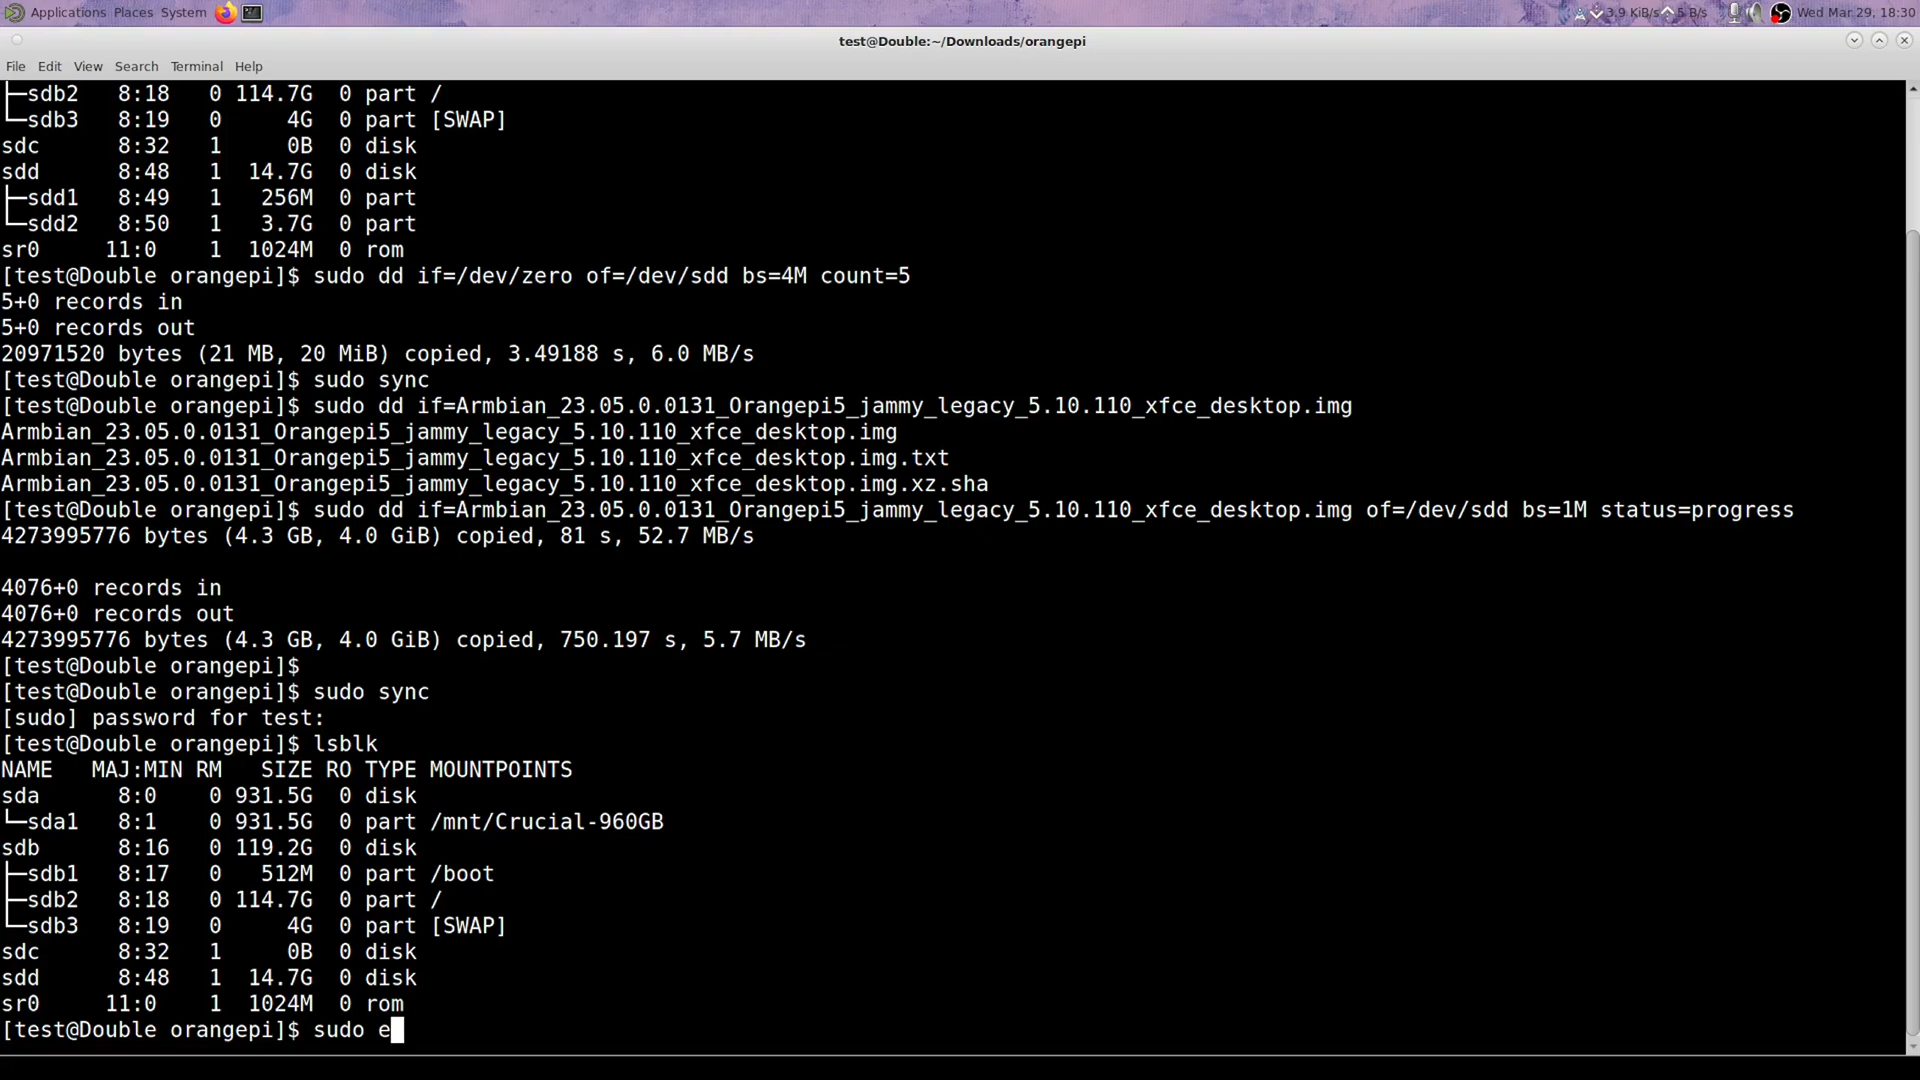 Applications Places System 3.9 KiB/s 5 B/s Wed Mar 29, 18:30
test@Double:~/Downloads/orangepi
File Edit View Search Terminal Help
├─sdb2   8:18   0 114.7G  0 part /
└─sdb3   8:19   0     4G  0 part [SWAP]
sdc      8:32   1     0B  0 disk
sdd      8:48   1  14.7G  0 disk
├─sdd1   8:49   1   256M  0 part
└─sdd2   8:50   1   3.7G  0 part
sr0     11:0    1  1024M  0 rom
[test@Double orangepi]$ sudo dd if=/dev/zero of=/dev/sdd bs=4M count=5
5+0 records in
5+0 records out
20971520 bytes (21 MB, 20 MiB) copied, 3.49188 s, 6.0 MB/s
[test@Double orangepi]$ sudo sync
[test@Double orangepi]$ sudo dd if=Armbian_23.05.0.0131_Orangepi5_jammy_legacy_5.10.110_xfce_desktop.img
Armbian_23.05.0.0131_Orangepi5_jammy_legacy_5.10.110_xfce_desktop.img
Armbian_23.05.0.0131_Orangepi5_jammy_legacy_5.10.110_xfce_desktop.img.txt
Armbian_23.05.0.0131_Orangepi5_jammy_legacy_5.10.110_xfce_desktop.img.xz.sha
[test@Double orangepi]$ sudo dd if=Armbian_23.05.0.0131_Orangepi5_jammy_legacy_5.10.110_xfce_desktop.img of=/dev/sdd bs=1M status=progress
4273995776 bytes (4.3 GB, 4.0 GiB) copied, 81 s, 52.7 MB/s
4076+0 records in
4076+0 records out
4273995776 bytes (4.3 GB, 4.0 GiB) copied, 750.197 s, 5.7 MB/s
[test@Double orangepi]$
[test@Double orangepi]$ sudo sync
[sudo] password for test:
[test@Double orangepi]$ lsblk
NAME   MAJ:MIN RM   SIZE RO TYPE MOUNTPOINTS
sda      8:0    0 931.5G  0 disk
└─sda1   8:1    0 931.5G  0 part /mnt/Crucial-960GB
sdb      8:16   0 119.2G  0 disk
├─sdb1   8:17   0   512M  0 part /boot
├─sdb2   8:18   0 114.7G  0 part /
└─sdb3   8:19   0     4G  0 part [SWAP]
sdc      8:32   1     0B  0 disk
sdd      8:48   1  14.7G  0 disk
sr0     11:0    1  1024M  0 rom
[test@Double orangepi]$ sudo e